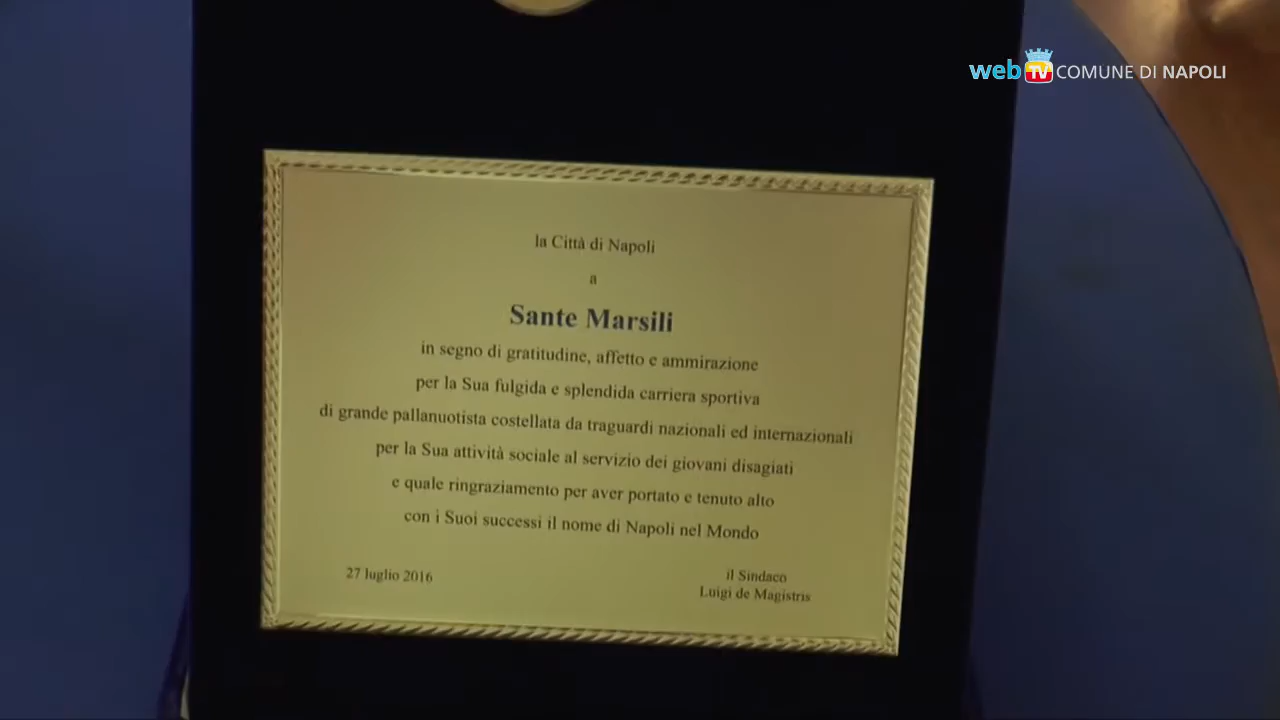 web TV COMUNE DI NAPOLI
la Città di Napoli
a
Sante Marsili
in segno di gratitudine, affetto e ammirazione
per la Sua fulgida e splendida carriera sportiva
di grande pallanuotista costellata da traguardi nazionali ed internazionali
per la Sua attività sociale al servizio dei giovani disagiati
e quale ringraziamento per aver portato e tenuto alto
con i Suoi successi il nome di Napoli nel Mondo
27 luglio 2016
il Sindaco
Luigi de Magistris